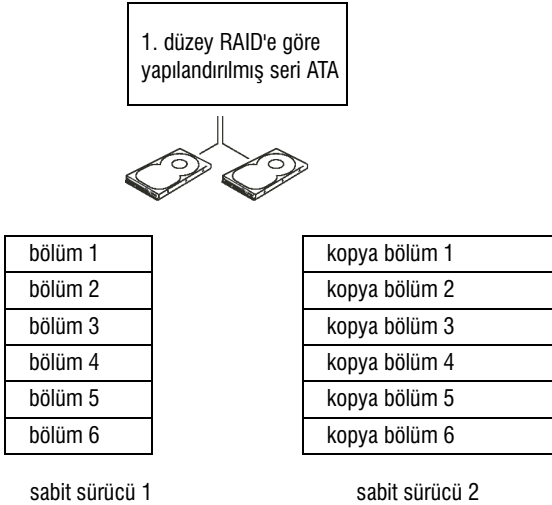 1. düzey RAID'e göre
yapılandırılmış seri ATA
bölüm 1
bölüm 2
bölüm 3
bölüm 4
bölüm 5
bölüm 6
sabit sürücü 1
kopya bölüm 1
kopya bölüm 2
kopya bölüm 3
kopya bölüm 4
kopya bölüm 5
kopya bölüm 6
sabit sürücü 2